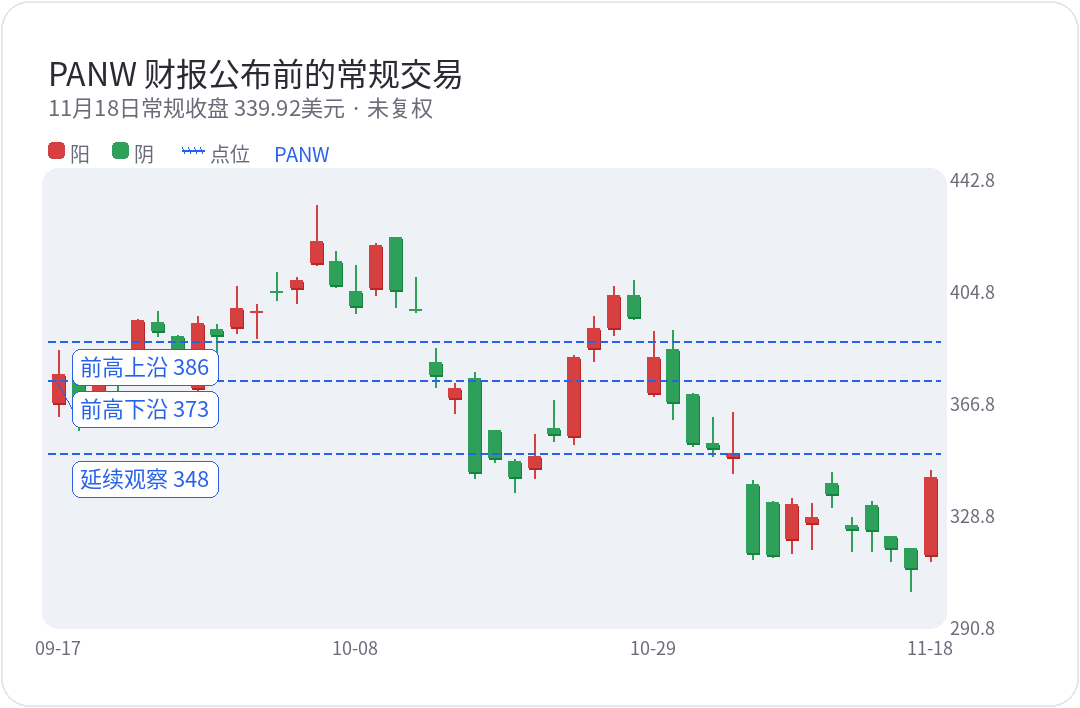 PANW 财报公布前的常规交易
11月18日常规收盘 339.92美元 · 未复权
阳 阴 点位 PANW
442.8
404.8
366.8
328.8
290.8
前高上沿 386
前高下沿 373
延续观察 348
09-17 10-08 10-29 11-18